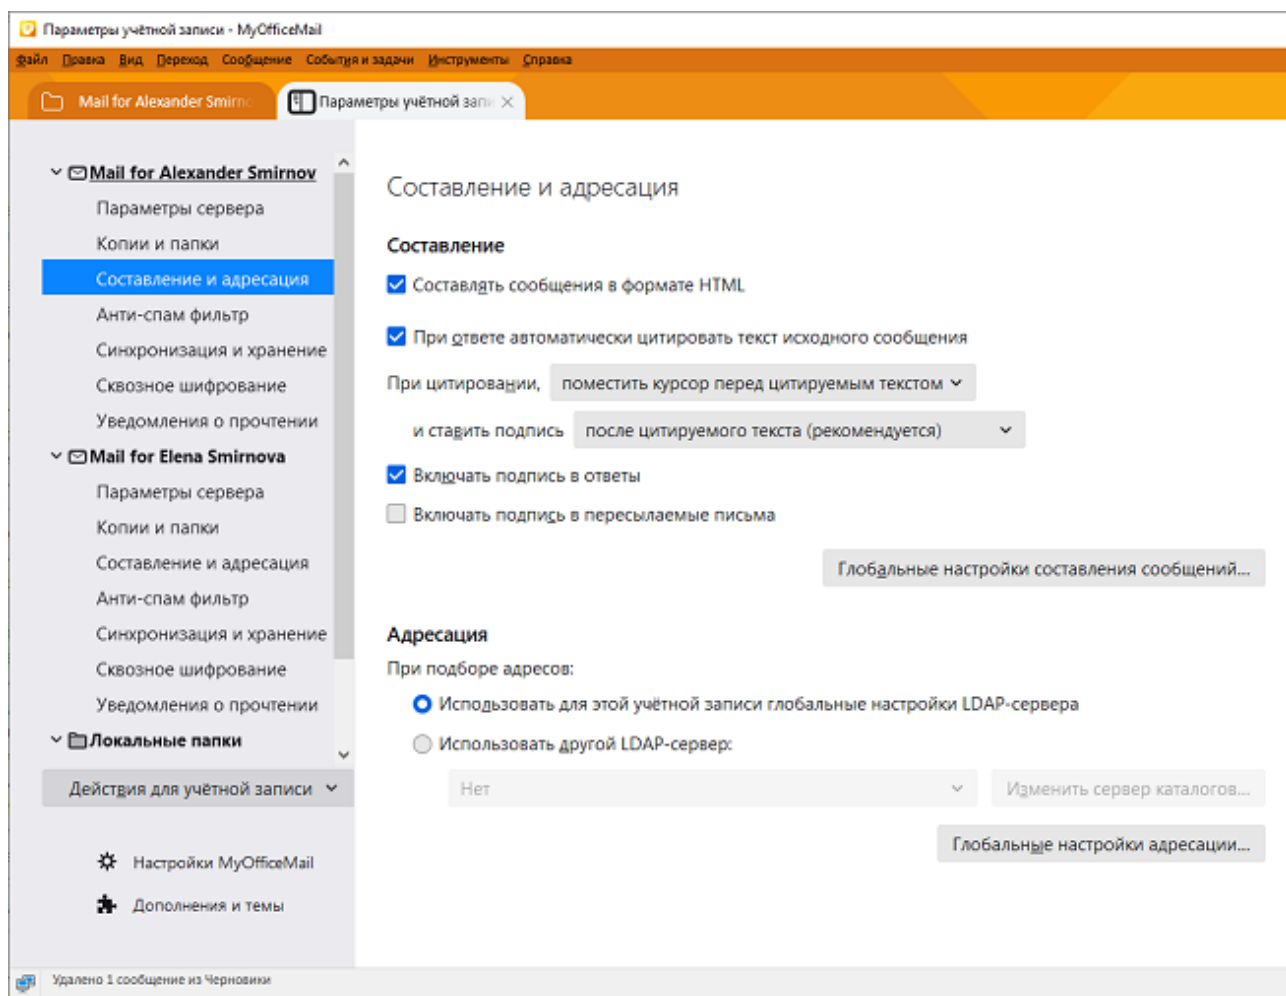 Параметры учётной записи - MyOfficeMail
Файл Правка Вид Переход Сообщение События и задачи Инструменты Справка
Mail for Alexander Smirnc
Параметры учётной запи
Mail for Alexander Smirnov
Параметры сервера
Копии и папки
Составление и адресация
Анти-спам фильтр
Синхронизация и хранение
Сквозное шифрование
Уведомления о прочтении
Mail for Elena Smirnova
Параметры сервера
Копии и папки
Составление и адресация
Анти-спам фильтр
Синхронизация и хранение
Сквозное шифрование
Уведомления о прочтении
Локальные папки
Действия для учётной записи
Настройки MyOfficeMail
Дополнения и темы
Составление и адресация
Составление
Составлять сообщения в формате HTML
При ответе автоматически цитировать текст исходного сообщения
При цитировании, поместить курсор перед цитируемым текстом
и ставить подпись после цитируемого текста (рекомендуется)
Включать подпись в ответы
Включать подпись в пересылаемые письма
Глобальные настройки составления сообщений...
Адресация
При подборе адресов:
Использовать для этой учётной записи глобальные настройки LDAP-сервера
Использовать другой LDAP-сервер:
Нет Изменить сервер каталогов...
Глобальные настройки адресации...
Удалено 1 сообщение из Черновики